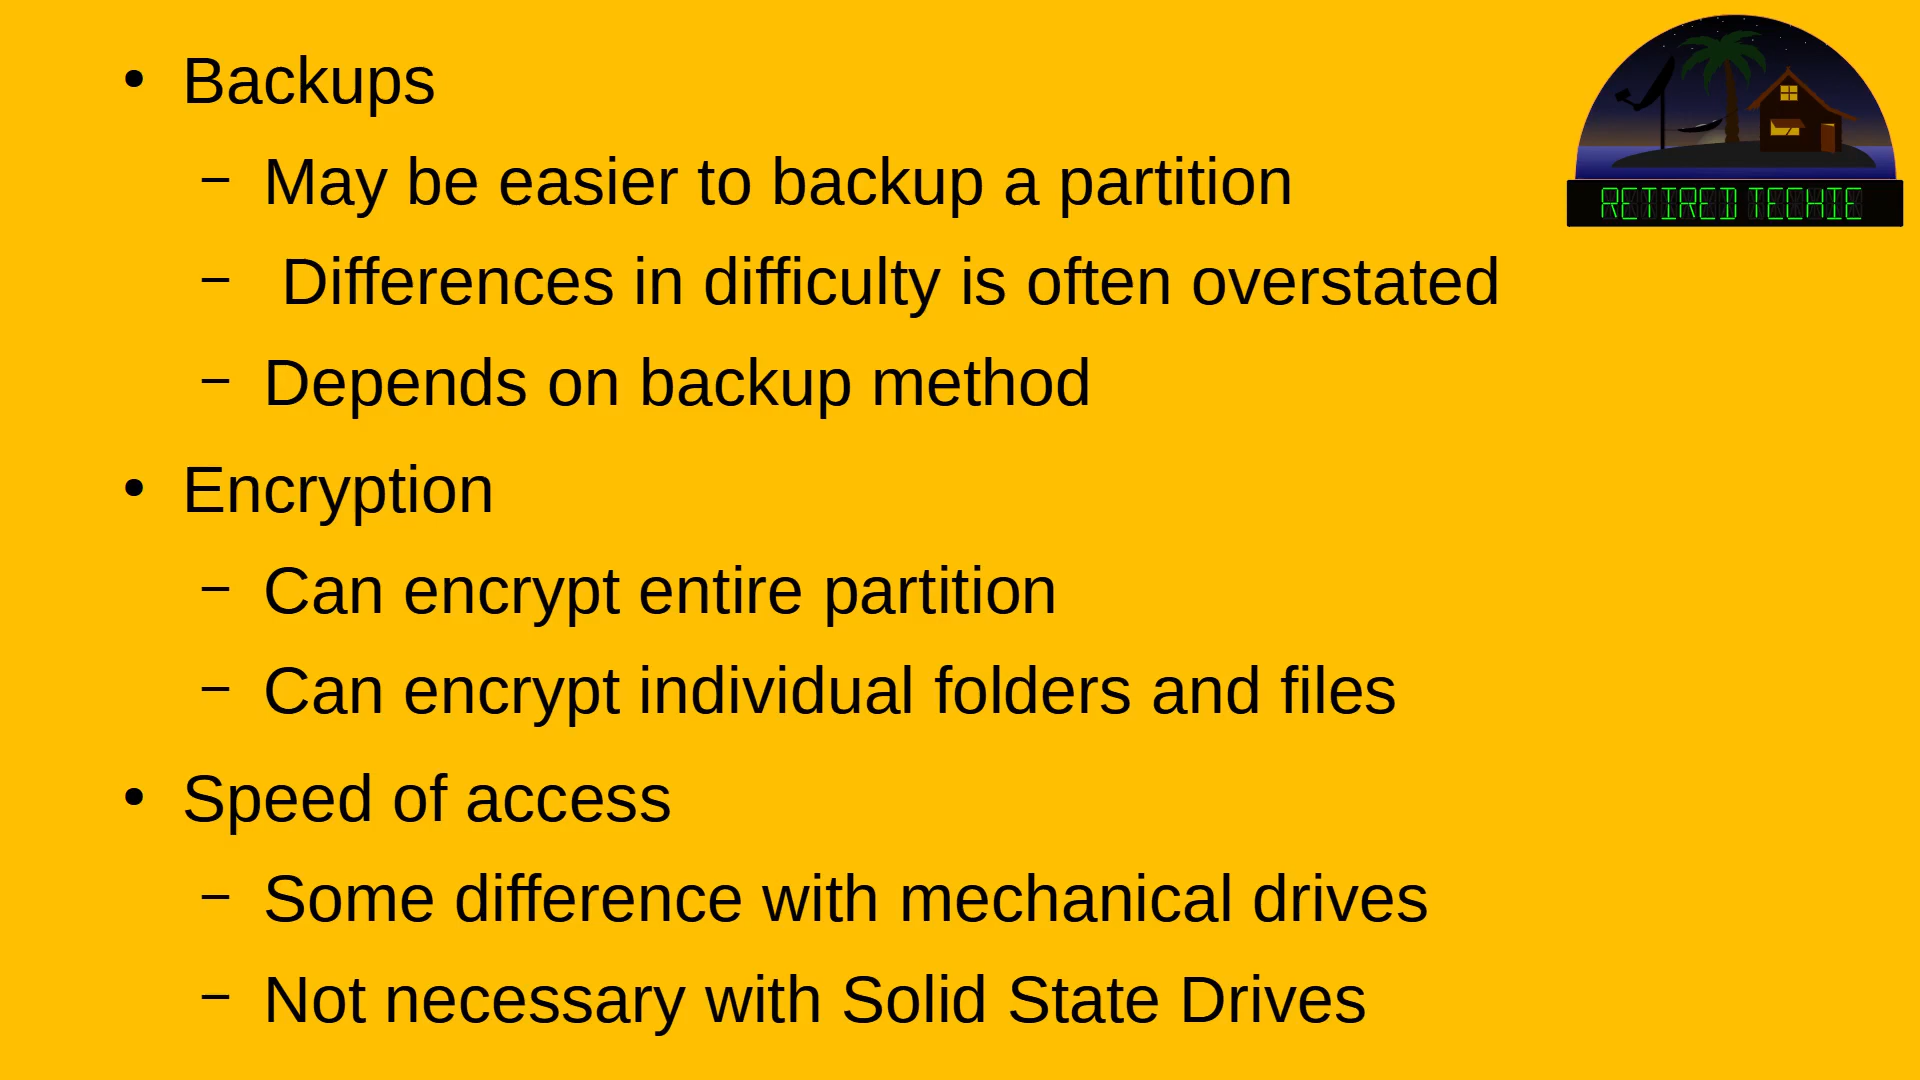 • Backups
– May be easier to backup a partition
– Differences in difficulty is often overstated
– Depends on backup method
• Encryption
– Can encrypt entire partition
– Can encrypt individual folders and files
• Speed of access
– Some difference with mechanical drives
– Not necessary with Solid State Drives
RETIRED TECHIE